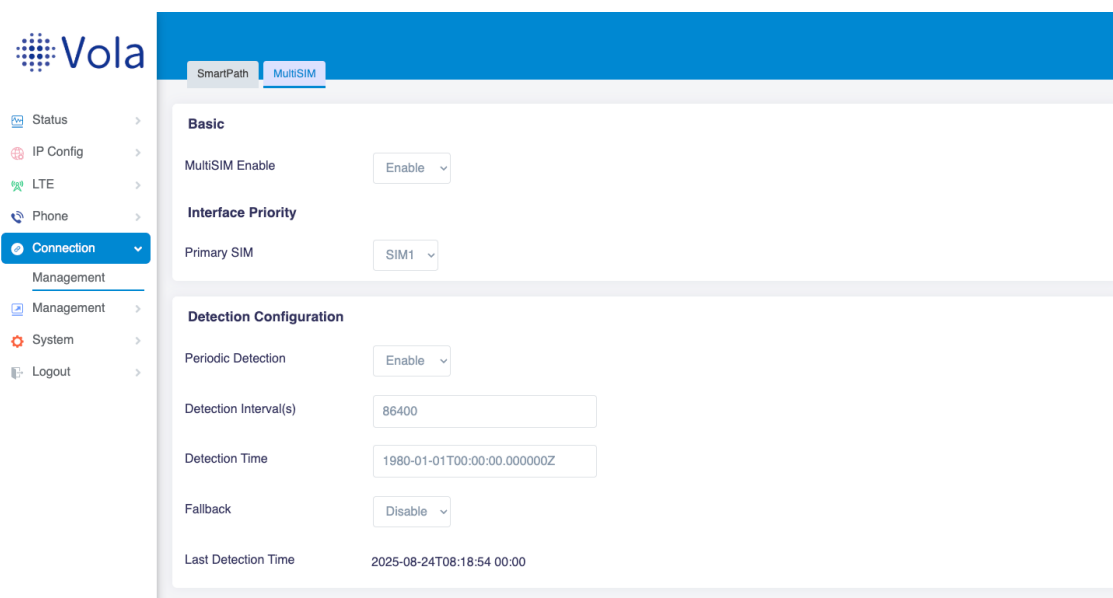 Vola
SmartPath
MultiSIM
Status
IP Config
LTE
Phone
Connection
Management
Management
System
Logout
Basic
MultiSIM Enable
Enable
Interface Priority
Primary SIM
SIM1
Detection Configuration
Periodic Detection
Enable
Detection Interval(s)
86400
Detection Time
1980-01-01T00:00:00.000000Z
Fallback
Disable
Last Detection Time
2025-08-24T08:18:54 00:00